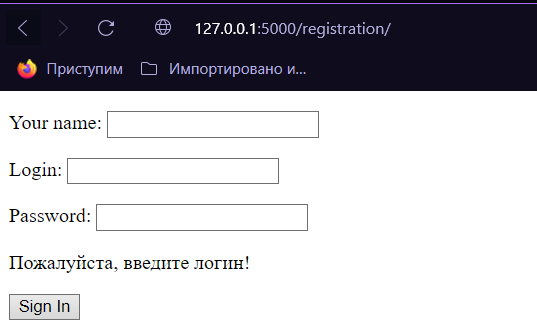 127.0.0.1:5000/registration/
Приступим Импортировано и...
Your name:
Login:
Password:
Пожалуйста, введите логин!
Sign In